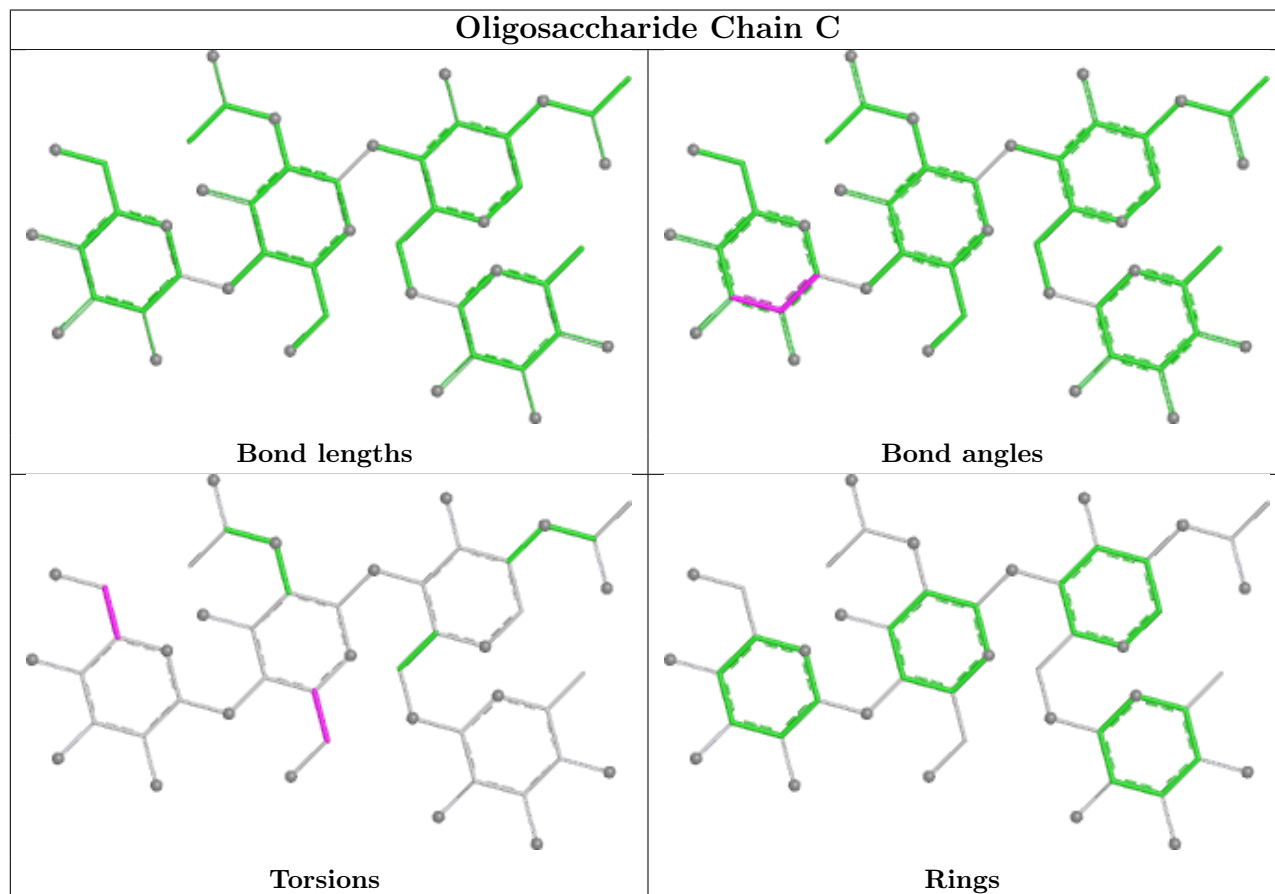 Oligosaccharide Chain C
Bond lengths
Bond angles
Torsions
Rings